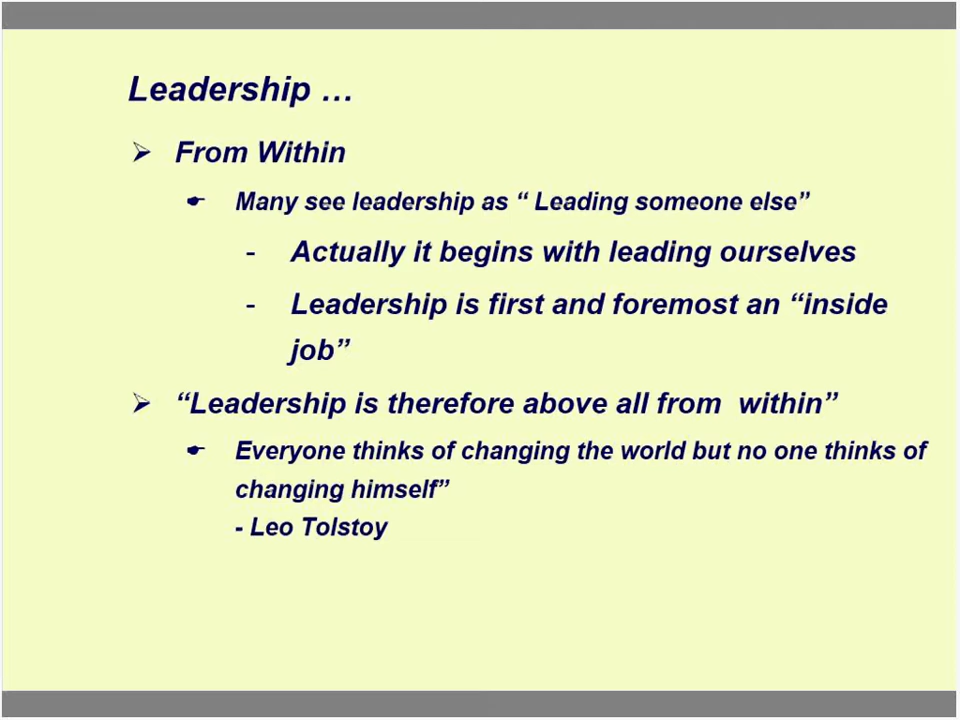 Leadership …
From Within
Many see leadership as “ Leading someone else”
- Actually it begins with leading ourselves
- Leadership is first and foremost an “inside
job”
“Leadership is therefore above all from within”
Everyone thinks of changing the world but no one thinks of
changing himself”
- Leo Tolstoy